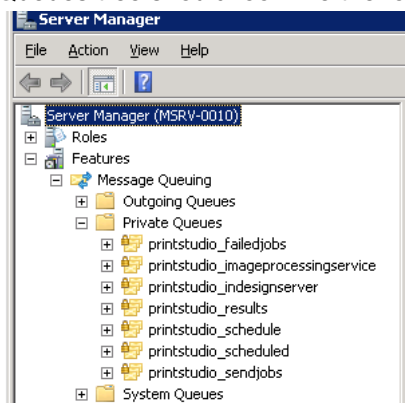 Server Manager
File Action View Help
Server Manager (MSRV-0010)
Roles
Features
Message Queuing
Outgoing Queues
Private Queues
printstudio_failedjobs
printstudio_imageprocessingservice
printstudio_indesignserver
printstudio_results
printstudio_schedule
printstudio_scheduled
printstudio_sendjobs
System Queues